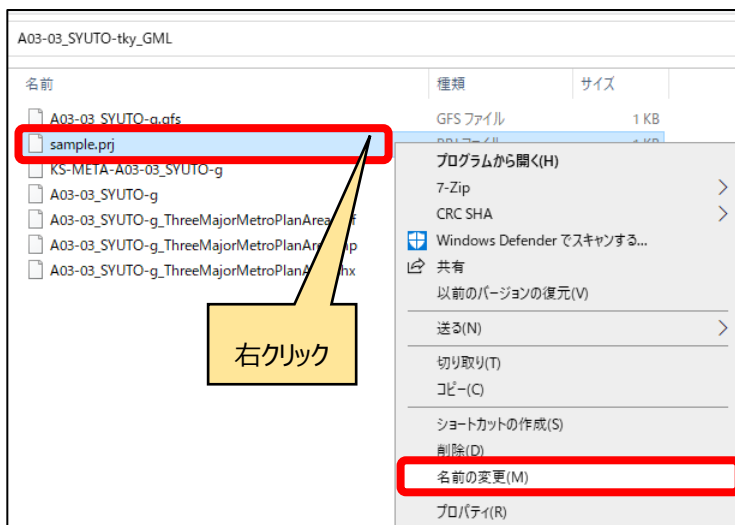 A03-03_SYUTO-tky_GML
名前 種類 サイズ
A03-03_SYUTO-g.gfs GFS ファイル 1 KB
sample.prj
KS-META-A03-03_SYUTO-g
A03-03_SYUTO-g
A03-03_SYUTO-g_ThreeMajorMetroPlanArea
A03-03_SYUTO-g_ThreeMajorMetroPlanArea
A03-03_SYUTO-g_ThreeMajorMetroPlanArea
右クリック
プログラムから開く(H)
7-Zip
CRC SHA
Windows Defender でスキャンする...
共有
以前のバージョンの復元(V)
送る(N)
切り取り(T)
コピー(C)
ショートカットの作成(S)
削除(D)
名前の変更(M)
プロパティ(R)